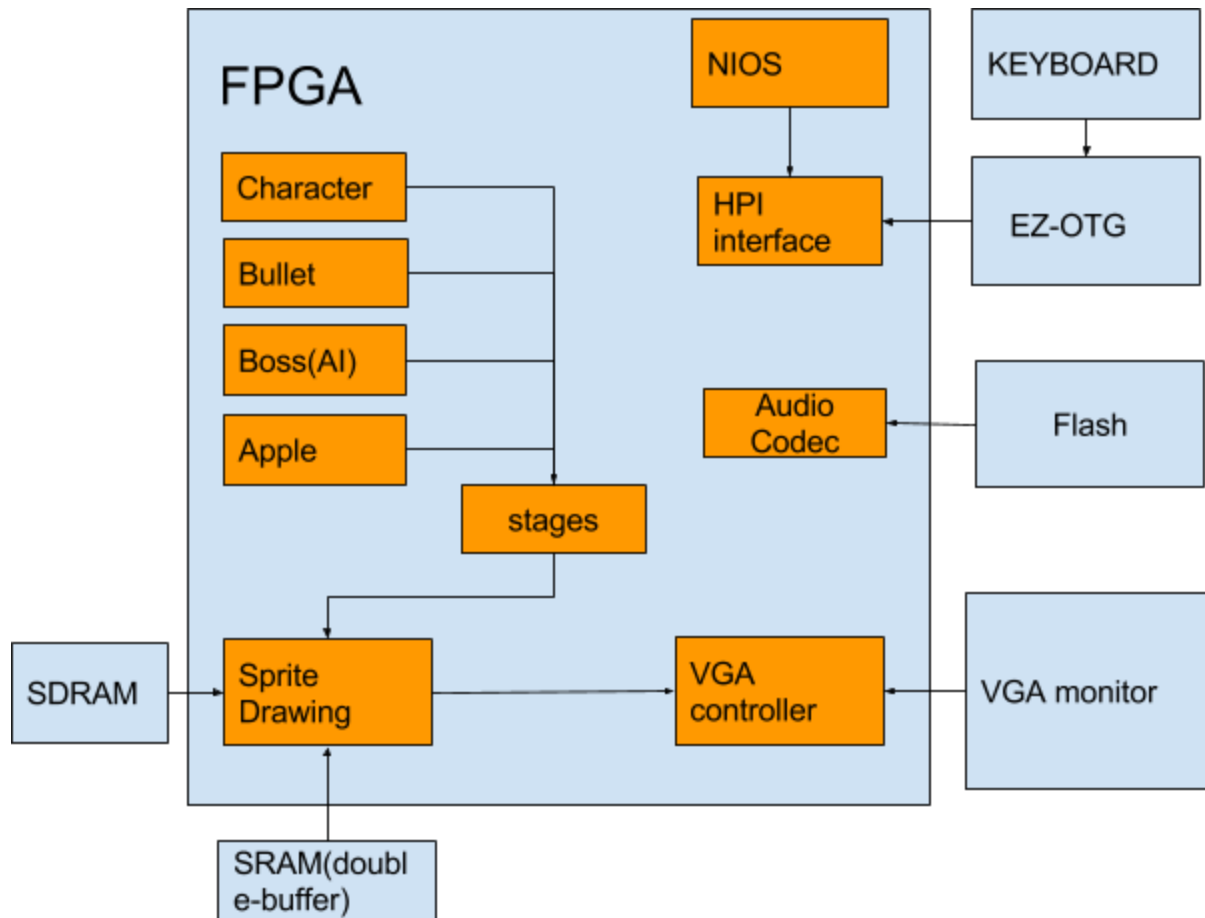 FPGA
NIOS
KEYBOARD
Character
HPI
interface
EZ-OTG
Bullet
Boss(AI)
Apple
Audio
Codec
Flash
stages
SDRAM
Sprite
Drawing
VGA
controller
VGA monitor
SRAM(doubl
e-buffer)